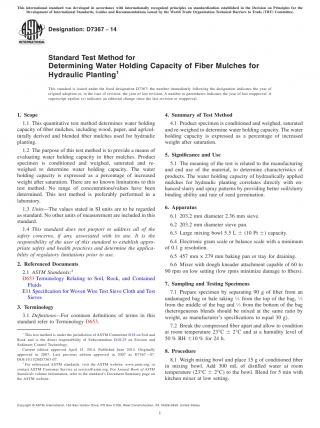 This international standard was developed in accordance with internationally recognized principles on standardization established in the Decision on Principles for the
Development of International Standards, Guides and Recommendations issued by the World Trade Organization Technical Barriers to Trade (TBT) Committee.
Designation: D7367 − 14
Standard Test Method for
Determining Water Holding Capacity of Fiber Mulches for
Hydraulic Planting1
This standard is issued under the fixed designation D7367; the number immediately following the designation indicates the year of
original adoption or, in the case of revision, the year of last revision. A number in parentheses indicates the year of last reapproval. A
superscript epsilon (ε) indicates an editorial change since the last revision or reapproval.
1. Scope
1.1 This quantitative test method determines water holding
capacity of fiber mulches, including wood, paper, and agricul-
turally derived and blended fiber mulches used for hydraulic
planting.
1.2 The purpose of this test method is to provide a means of
evaluating water holding capacity in fiber mulches. Product
specimen is conditioned and weighed, saturated and re-
weighed to determine water holding capacity. The water
holding capacity is expressed as a percentage of increased
weight after saturation. There are no known limitations to this
test method. No range of concentrations/values have been
determined. This test method is preferably performed in a
laboratory.
1.3 Units—The values stated in SI units are to be regarded
as standard. No other units of measurement are included in this
standard.
1.4 This standard does not purport to address all of the
safety concerns, if any, associated with its use. It is the
responsibility of the user of this standard to establish appro-
priate safety and health practices and determine the applica-
bility of regulatory limitations prior to use.
2. Referenced Documents
2.1 ASTM Standards:2
D653 Terminology Relating to Soil, Rock, and Contained
Fluids
E11 Specification for Woven Wire Test Sieve Cloth and Test
Sieves
3. Terminology
3.1 Definitions—For common definitions of terms in this
standard refer to Terminology D653.
1 This test method is under the jurisdiction of ASTM Committee D18 on Soil and
Rock and is the direct responsibility of Subcommittee D18.25 on Erosion and
Sediment Control Technology.
Current edition approved April 15, 2014. Published June 2014. Originally
approved in 2007. Last previous edition approved in 2007 as D7367 – 07.
DOI:10.1520/D7367-07.
2 For referenced ASTM standards, visit the ASTM website, www.astm.org, or
contact ASTM Customer Service at service@astm.org. For Annual Book of ASTM
Standards volume information, refer to the standard's Document Summary page on
the ASTM website.
4. Summary of Test Method
4.1 Product specimen is conditioned and weighed, saturated
and re-weighed to determine water holding capacity. The water
holding capacity is expressed as a percentage of increased
weight after saturation.
5. Significance and Use
5.1 The meaning of the test is related to the manufacturing
and end use of the material, to determine characteristics of
products. The water holding capacity of hydraulically applied
mulches for hydraulic planting correlates directly with en-
hanced slurry and spray patterns by providing better solids/slurry
binding ability and rate of seed germination.
6. Apparatus
6.1 203.2 mm diameter 2.36 mm sieve.
6.2 203.2 mm diameter sieve pan.
6.3 Large mixing bowl 5.5 L ± (10 Pt ±) capacity.
6.4 Electronic gram scale or balance scale with a minimum
of 0.1 g resolution.
6.5 457 mm × 279 mm baking pan or tray for draining.
6.6 Mixer with dough kneader attachment capable of 60 to
90 rpm on low setting (low rpms minimize damage to fibers).
7. Sampling and Testing Specimens
7.1 Prepare specimen by separating 90 g of fiber from an
undamaged bag or bale taking 1⁄3 from the top of the bag, 1⁄3
from the middle of the bag and 1⁄3 from the bottom of the bag
(heterogeneous blends should be mixed at the same ratio by
weight, as manufacturer's specifications to equal 30 g).
7.2 Break the compressed fiber apart and allow to condition
at room temperature 23°C ± 2°C and at a humidity level of
50 % RH ±10 % for 24 h.
8. Procedure
8.1 Weigh mixing bowl and place 15 g of conditioned fiber
in mixing bowl. Add 300 mL of distilled water at room
temperature (23°C ± 2°C) to the bowl. Blend for 5 min with
kitchen mixer at low setting.
Copyright © ASTM International, 100 Barr Harbor Drive, PO Box C700, West Conshohocken, PA 19428-2959. United States
1